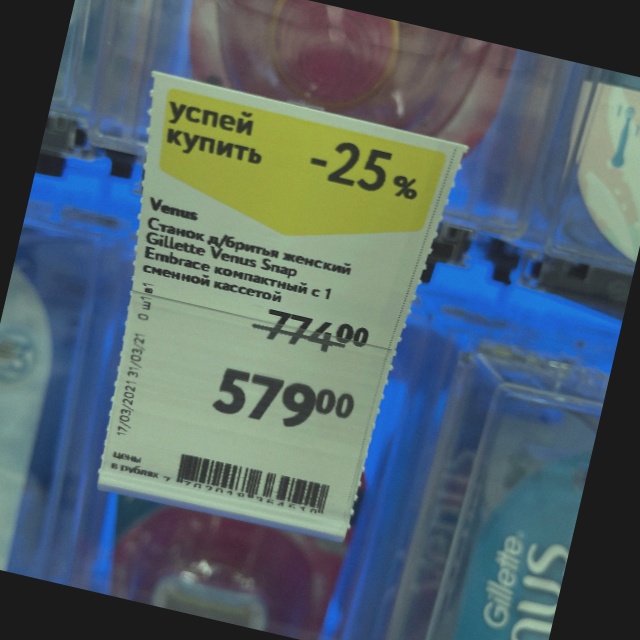 успей
купить
-25%
Venus
Станок д/бритья женский
Gillette Venus Snap
Embrace компактный с 1
сменной кассетой
774 00
579 00
17/03/2021 31/03/21
цены
в рублях
Gillette